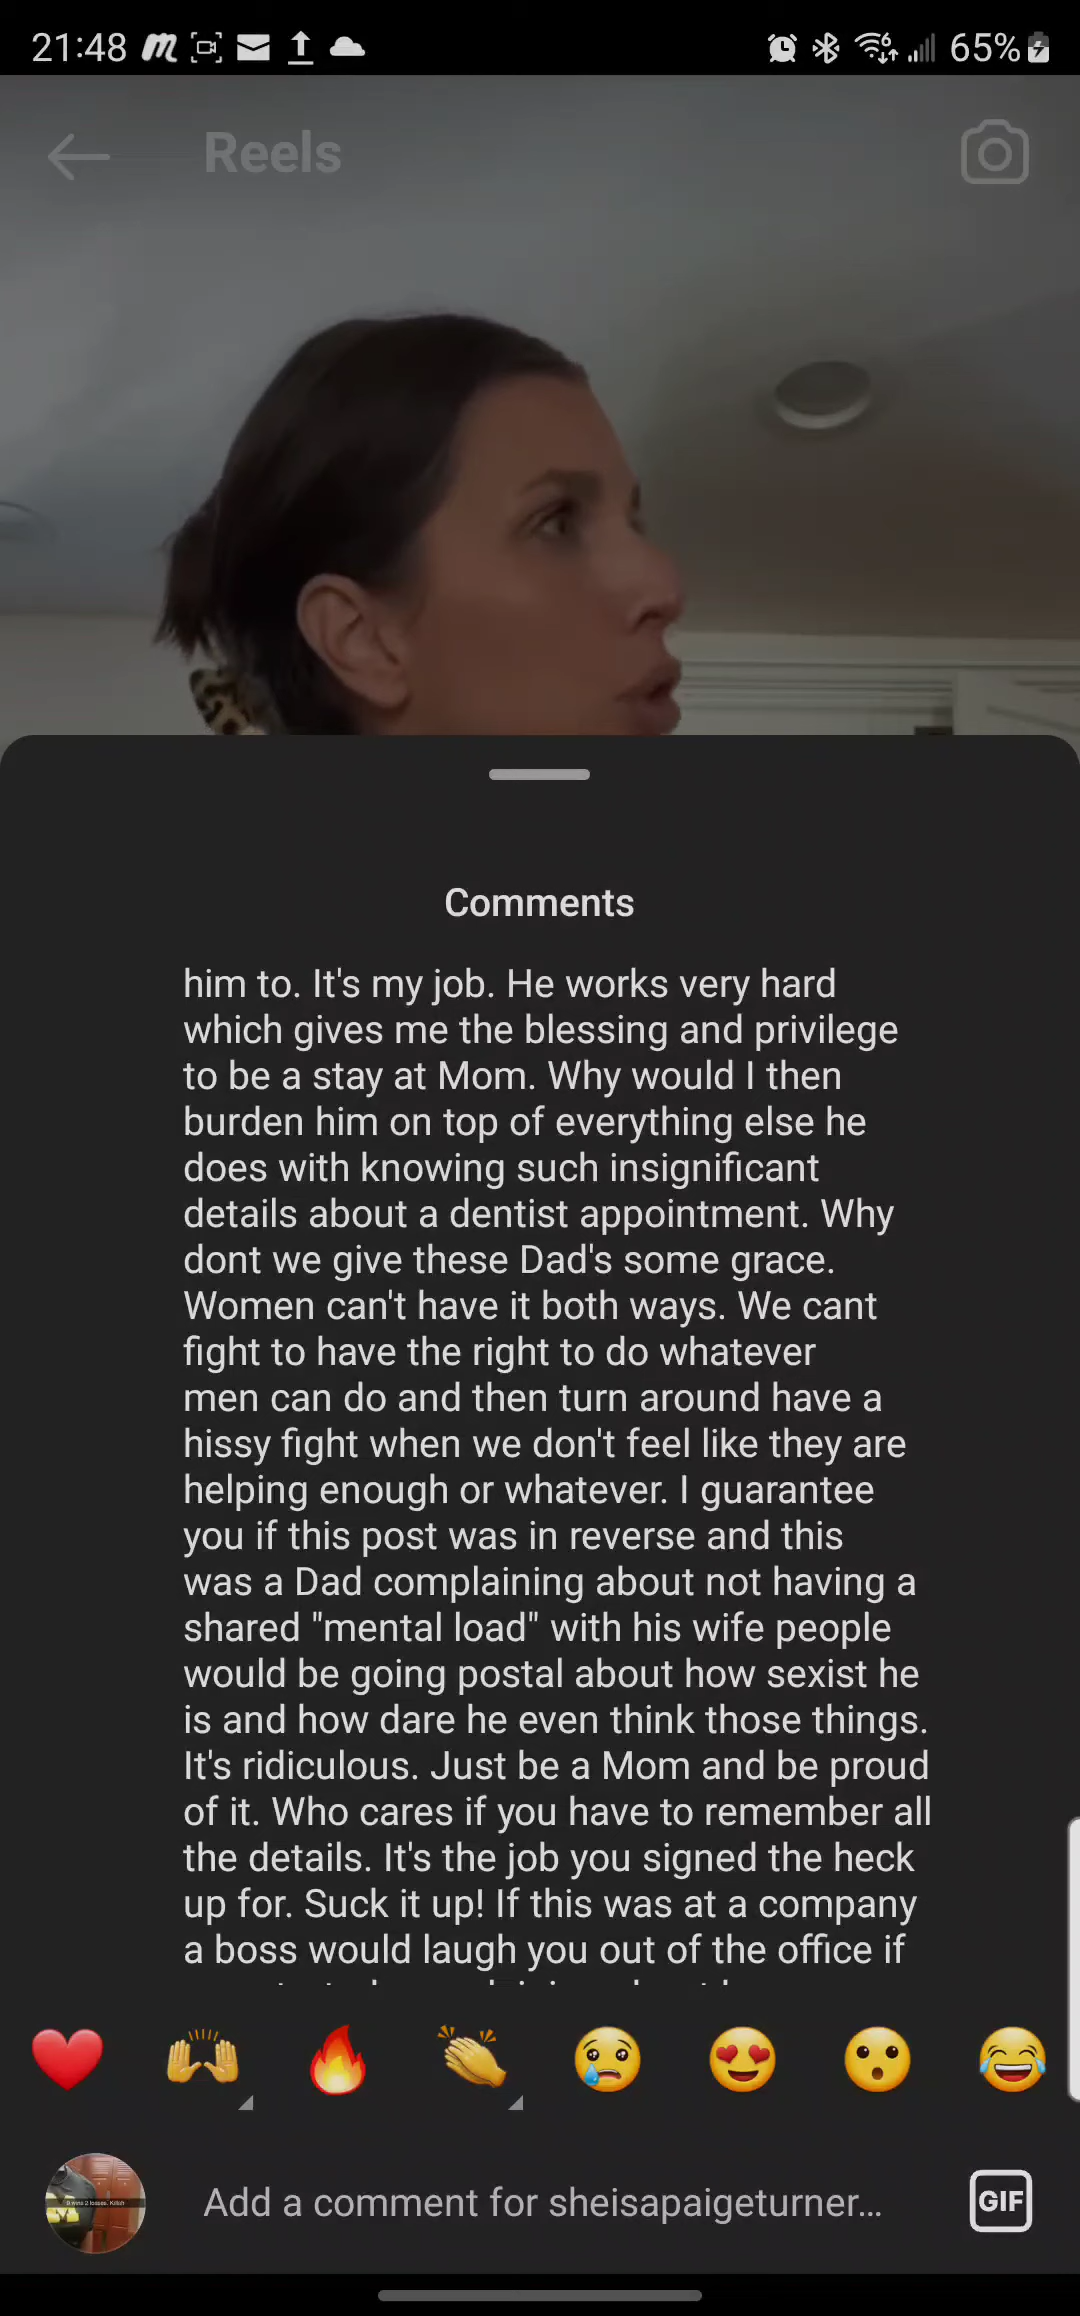 21:48
65%
Reels
Comments
him to. It's my job. He works very hard
which gives me the blessing and privilege
to be a stay at Mom. Why would I then
burden him on top of everything else he
does with knowing such insignificant
details about a dentist appointment. Why
dont we give these Dad's some grace.
Women can't have it both ways. We cant
fight to have the right to do whatever
men can do and then turn around have a
hissy fight when we don't feel like they are
helping enough or whatever. I guarantee
you if this post was in reverse and this
was a Dad complaining about not having a
shared "mental load" with his wife people
would be going postal about how sexist he
is and how dare he even think those things.
It's ridiculous. Just be a Mom and be proud
of it. Who cares if you have to remember all
the details. It's the job you signed the heck
up for. Suck it up! If this was at a company
a boss would laugh you out of the office if
Add a comment for sheisapaigeturner...
GIF